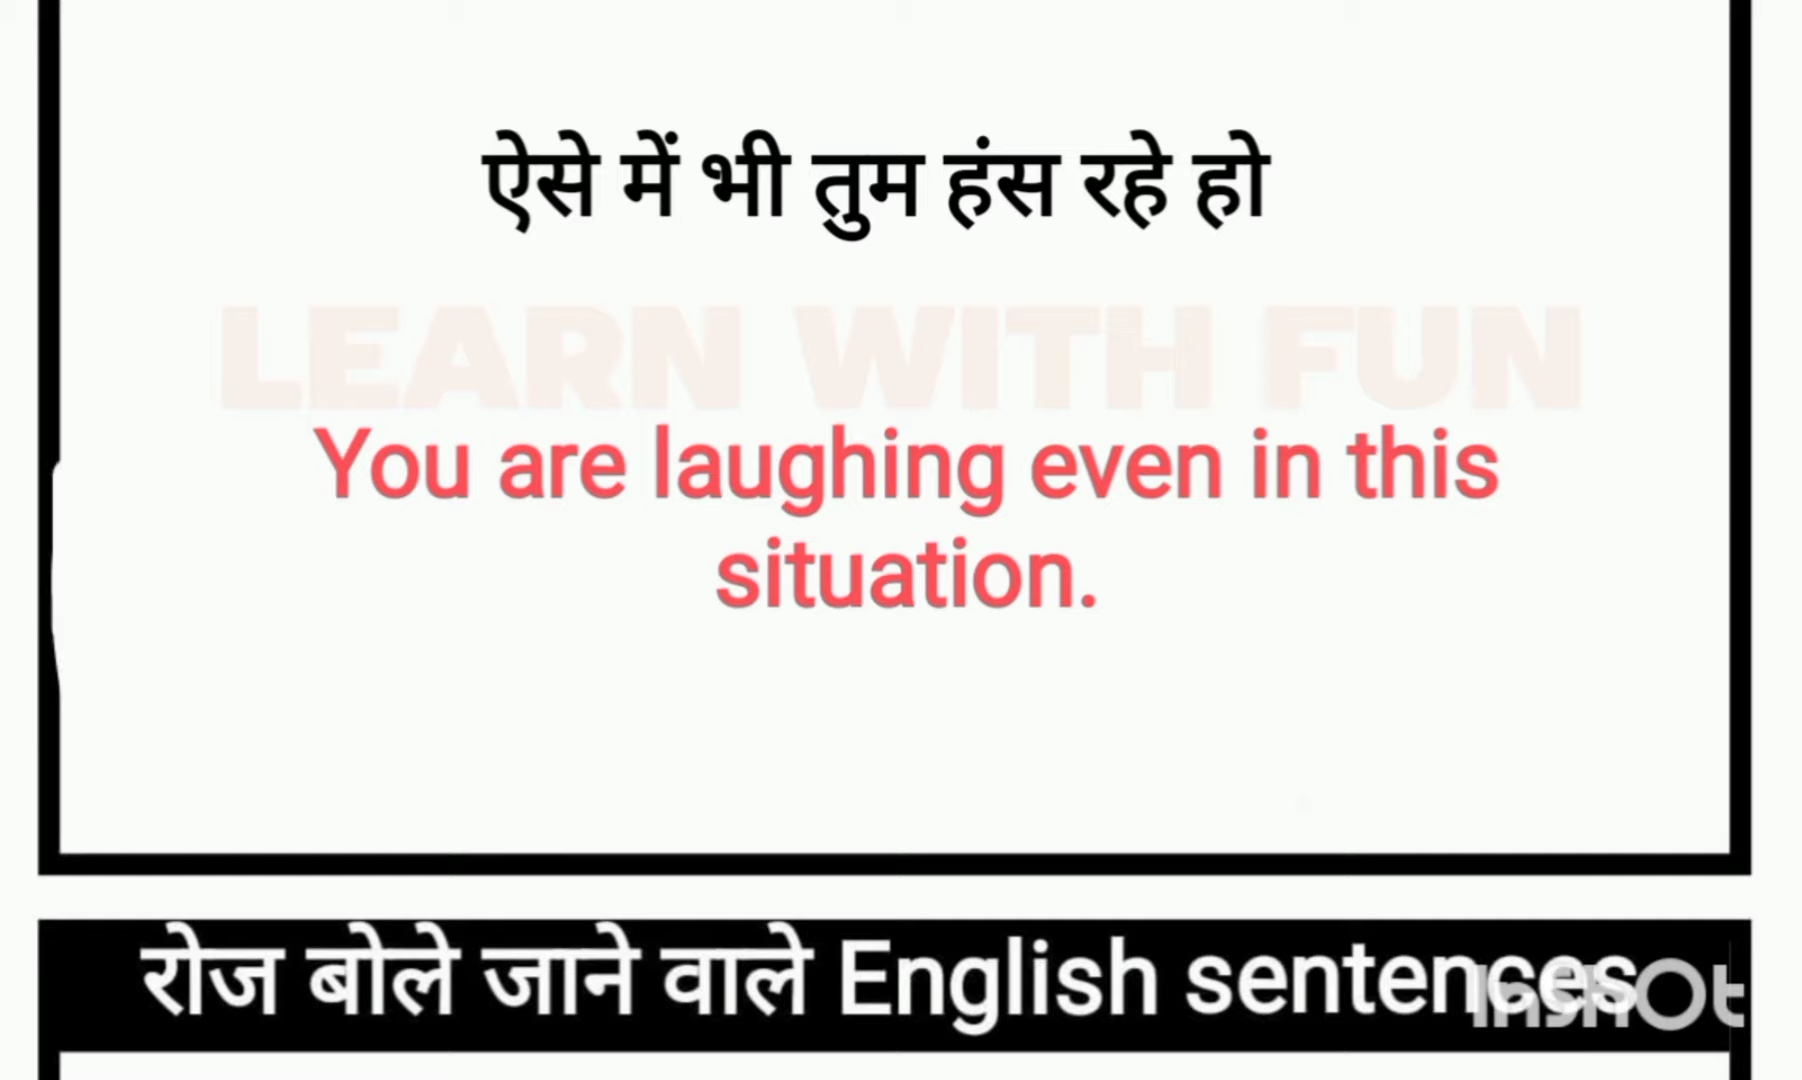 ऐसे में भी तुम हंस रहे हो
LEARN WITH FUN
You are laughing even in this
situation.
रोज बोले जाने वाले English sentences
InShOt